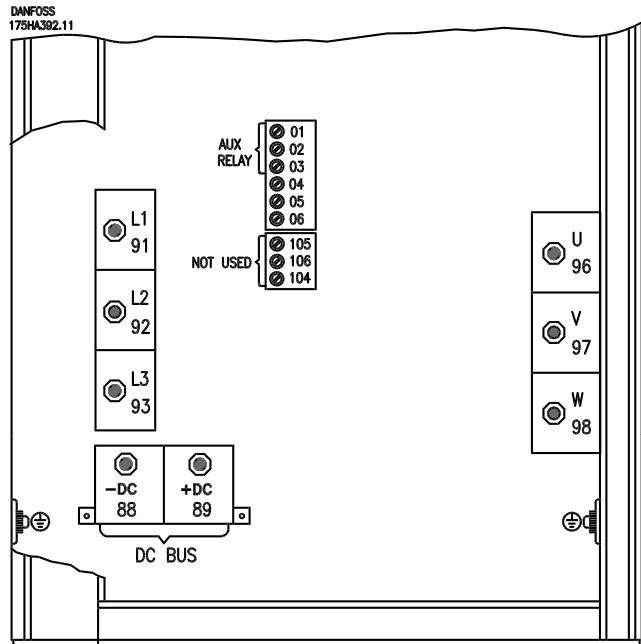 DANFOSS
175HA392.11
AUX
RELAY
01
02
03
04
05
06
NOT USED
105
106
104
L1
91
L2
92
L3
93
U
96
V
97
W
98
-DC
88
+DC
89
DC BUS